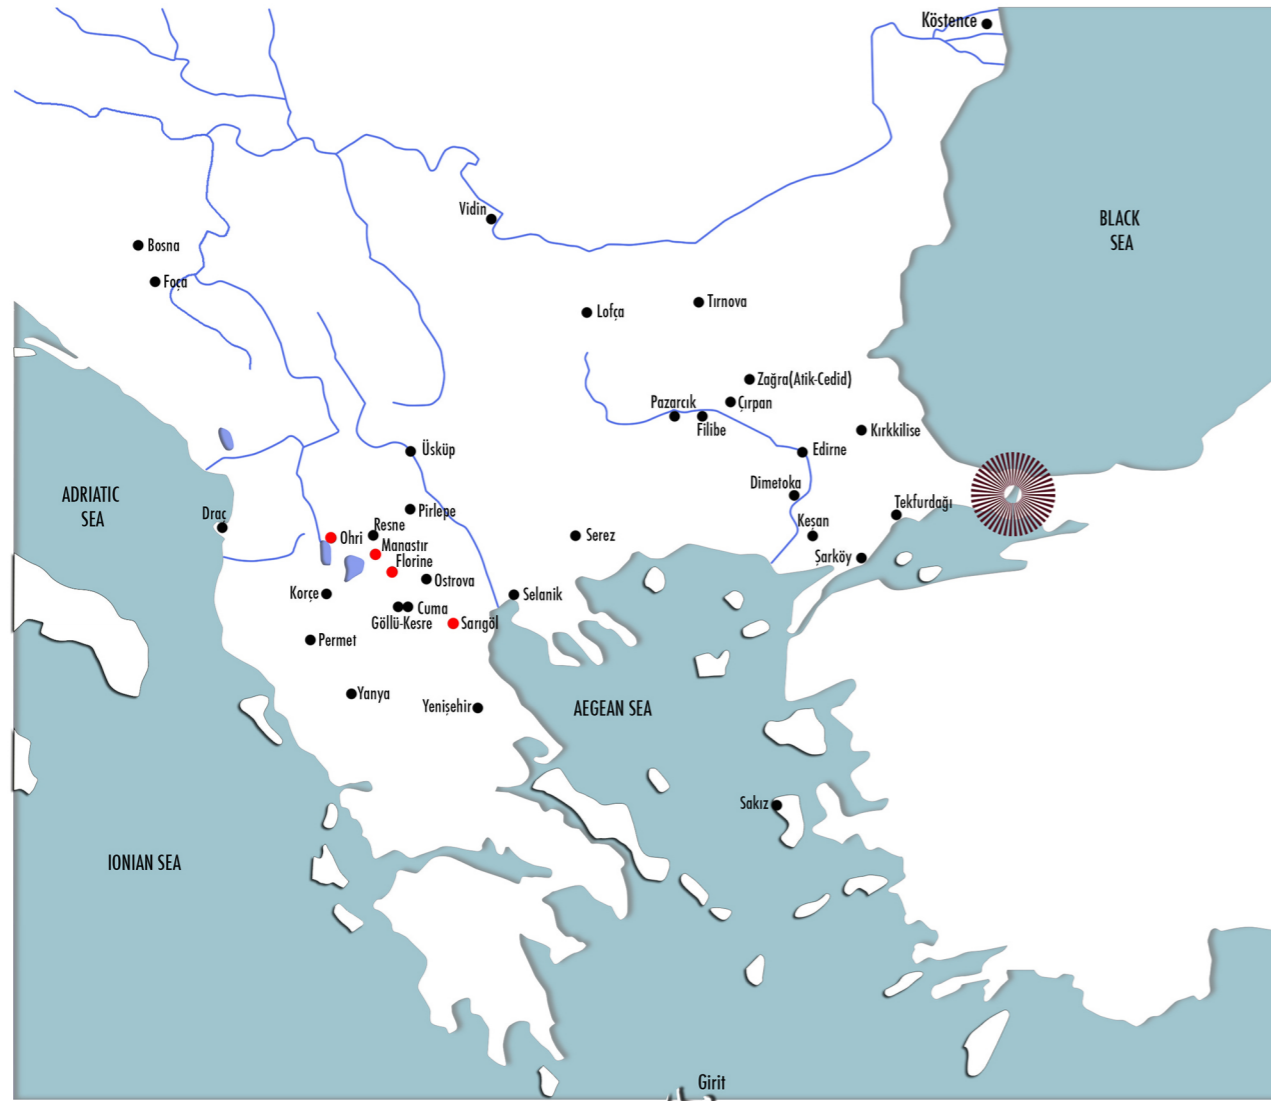 Köstence
Vidin
BLACK
SEA
Bosna
Foça
Lofça
Tırnova
Zağra(Atik-Cedid)
Pazarcık
Çırpan
Filibe
Kırkkilise
Üsküp
Edirne
ADRIATIC
SEA
Dimetoka
Tekfurdağı
Draç
Pirlepe
Resne
Keşan
Ohri
Serez
Manastır
Florine
Şarköy
Ostrova
Korçe
Selanik
Cuma
Göllü-Kesre
Sarıgöl
Permet
Yanya
Yenişehir
AEGEAN SEA
Sakız
IONIAN SEA
Girit